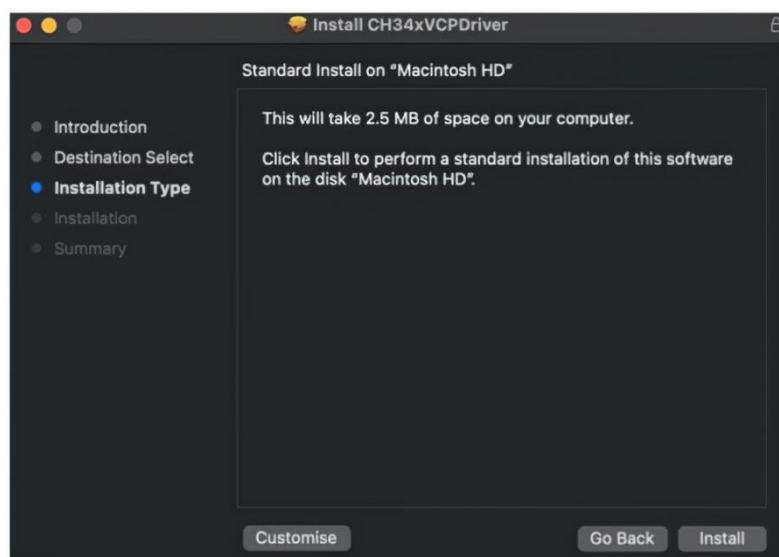 Install CH34xVCPDriver
Standard Install on “Macintosh HD”
Introduction
Destination Select
Installation Type
Installation
Summary
This will take 2.5 MB of space on your computer.
Click Install to perform a standard installation of this software
on the disk “Macintosh HD”.
Customise
Go Back
Install